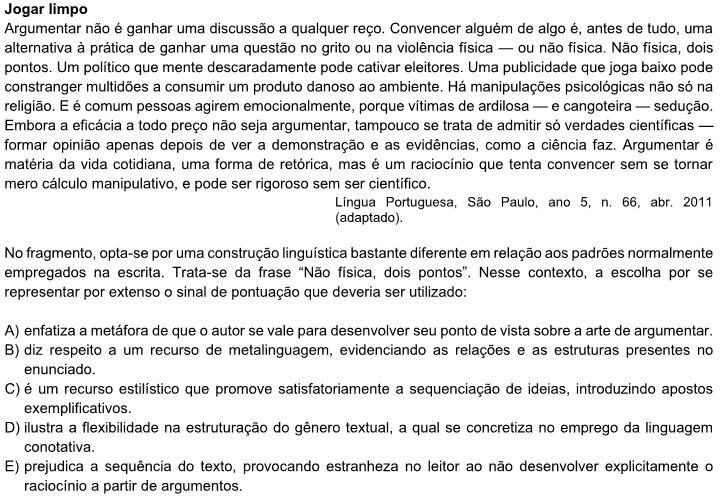 Jogar limpo
Argumentar não é ganhar uma discussão a qualquer reço. Convencer alguém de algo é, antes de tudo, uma
alternativa à prática de ganhar uma questão no grito ou na violência física — ou não física. Não física, dois
pontos. Um político que mente descaradamente pode cativar eleitores. Uma publicidade que joga baixo pode
constranger multidões a consumir um produto danoso ao ambiente. Há manipulações psicológicas não só na
religião. E é comum pessoas agirem emocionalmente, porque vítimas de ardilosa — e cangoteira — sedução.
Embora a eficácia a todo preço não seja argumentar, tampouco se trata de admitir só verdades científicas —
formar opinião apenas depois de ver a demonstração e as evidências, como a ciência faz. Argumentar é
matéria da vida cotidiana, uma forma de retórica, mas é um raciocínio que tenta convencer sem se tornar
mero cálculo manipulativo, e pode ser rigoroso sem ser científico.
Língua Portuguesa, São Paulo, ano 5, n. 66, abr. 2011
(adaptado).
No fragmento, opta-se por uma construção linguística bastante diferente em relação aos padrões normalmente
empregados na escrita. Trata-se da frase “Não física, dois pontos”. Nesse contexto, a escolha por se
representar por extenso o sinal de pontuação que deveria ser utilizado:
A) enfatiza a metáfora de que o autor se vale para desenvolver seu ponto de vista sobre a arte de argumentar.
B) diz respeito a um recurso de metalinguagem, evidenciando as relações e as estruturas presentes no
enunciado.
C) é um recurso estilístico que promove satisfatoriamente a sequenciação de ideias, introduzindo apostos
exemplificativos.
D) ilustra a flexibilidade na estruturação do gênero textual, a qual se concretiza no emprego da linguagem
conotativa.
E) prejudica a sequência do texto, provocando estranheza no leitor ao não desenvolver explicitamente o
raciocínio a partir de argumentos.